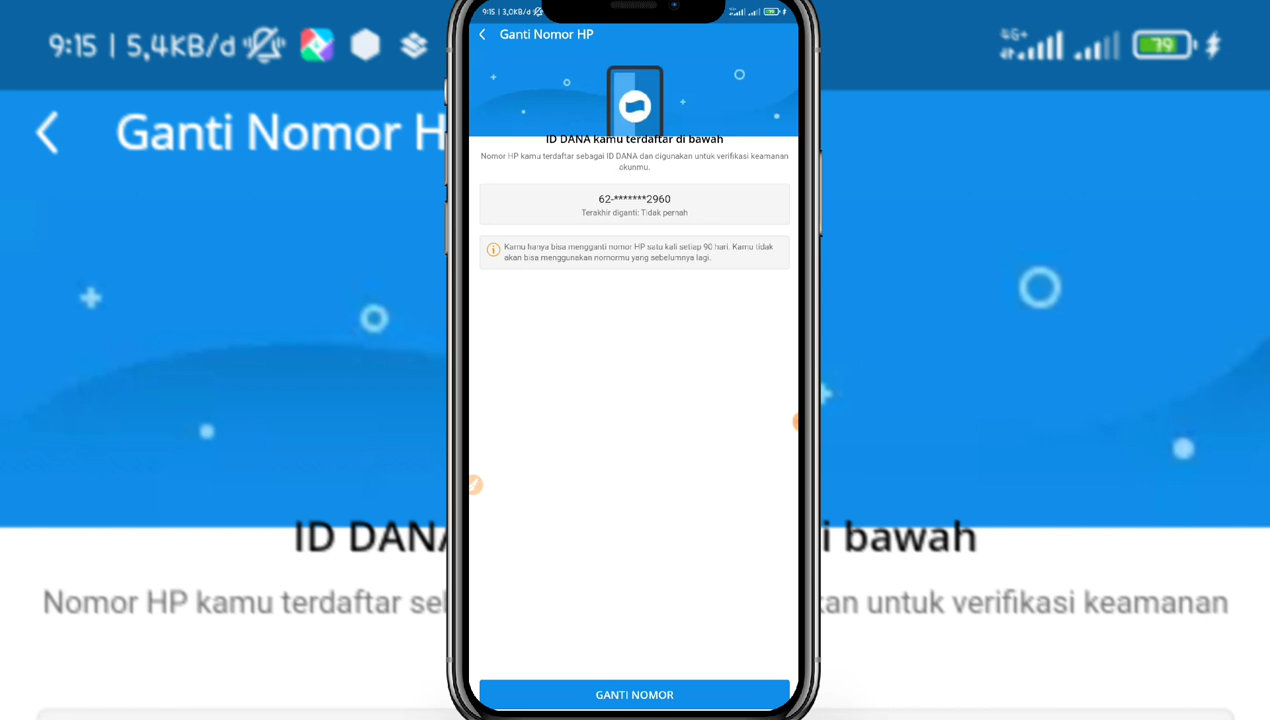 9:15 | 5,4KB/d
4G+
79
Ganti Nomor H
ID DANA
i bawah
Nomor HP kamu terdaftar se
kan untuk verifikasi keamanan
9:15 | 3,0KB/d
Ganti Nomor HP
ID DANA kamu terdaftar di bawah
Nomor HP kamu terdaftar sebagai ID DANA dan digunakan untuk verifikasi keamanan
akunmu.
62-*******2960
Terakhir diganti: Tidak pernah
Kamu hanya bisa mengganti nomor HP satu kali setiap 90 hari. Kamu tidak
akan bisa menggunakan nomormu yang sebelumnya lagi.
GANTI NOMOR